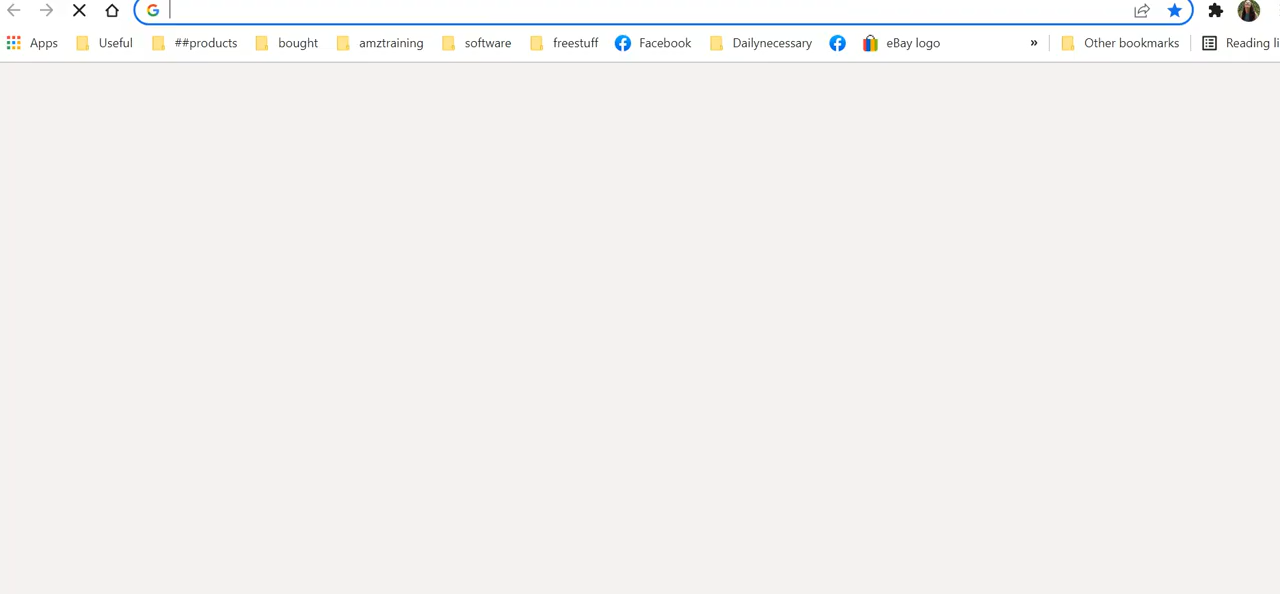 Apps Useful ##products bought amztraining software freestuff Facebook Dailynecessary eBay logo » Other bookmarks Reading li